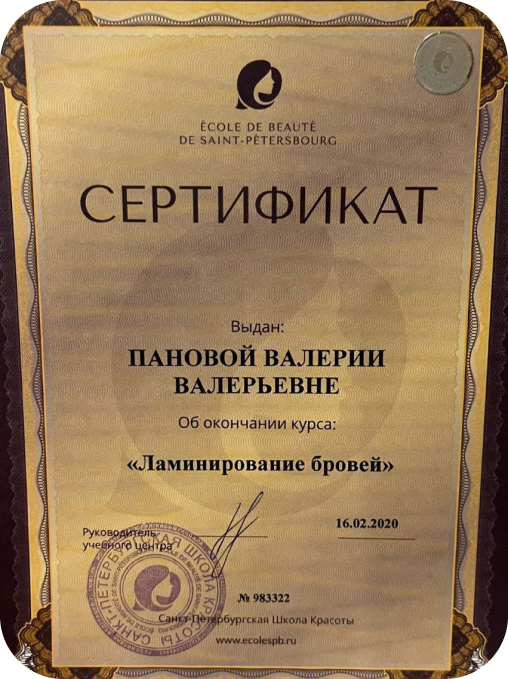 ÉCOLE DE BEAUTÉ
DE SAINT-PÉTERSBOURG
СЕРТИФИКАТ
Выдан:
ПАНОВОЙ ВАЛЕРИИ
ВАЛЕРЬЕВНЕ
Об окончании курса:
«Ламинирование бровей»
16.02.2020
Руководитель
учебного центра
САНКТ-ПЕТЕРБУРГСКАЯ ШКОЛА КРАСОТЫ
№ 983322
Санкт-Петербургская Школа Красоты
www.ecolespb.ru